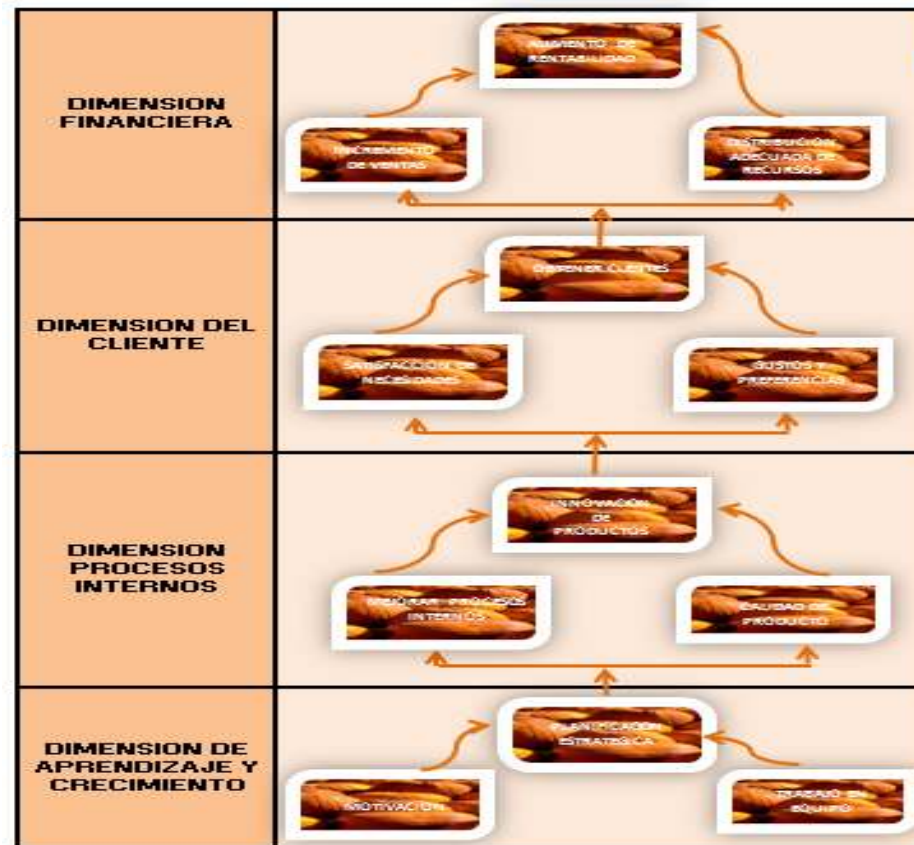 DIMENSION
FINANCIERA
AUMENTO DE
RENTABILIDAD
INCREMENTO
DE VENTAS
DISTRIBUCIÓN
ADECUADA DE
RECURSOS
DIMENSION DEL
CLIENTE
OBTENER CLIENTES
SATISFACCION DE
NECESIDADES
GUSTOS Y
PREFERENCIAS
DIMENSION
PROCESOS
INTERNOS
INNOVACION
DE
PRODUCTOS
MEJORAR PROCESOS
INTERNOS
CALIDAD DE
PRODUCTO
DIMENSION DE
APRENDIZAJE Y
CRECIMIENTO
PLANIFICACION
ESTRATEGICA
MOTIVACION
TRABAJO EN
EQUIPO